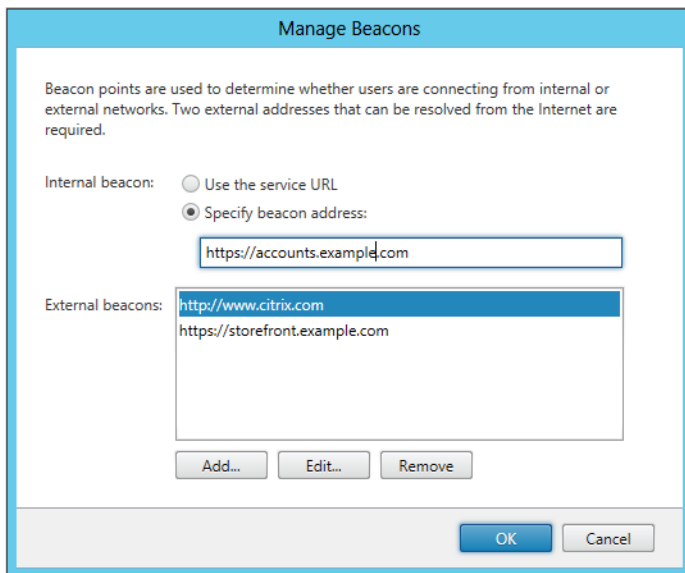 Manage Beacons
Beacon points are used to determine whether users are connecting from internal or
external networks. Two external addresses that can be resolved from the Internet are
required.
Internal beacon:
Use the service URL
Specify beacon address:
https://accounts.example.com
External beacons:
http://www.citrix.com
https://storefront.example.com
Add... Edit... Remove
OK Cancel